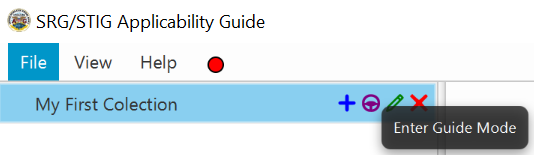 SRG/STIG Applicability Guide
File View Help
My First Colection
Enter Guide Mode